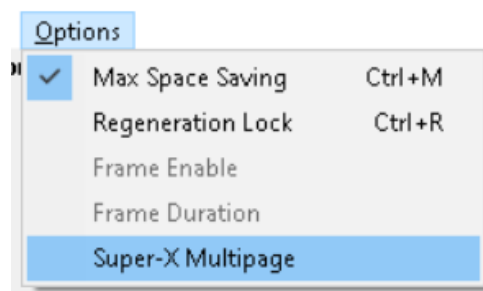 Options
Max Space Saving Ctrl+M
Regeneration Lock Ctrl+R
Frame Enable
Frame Duration
Super-X Multipage